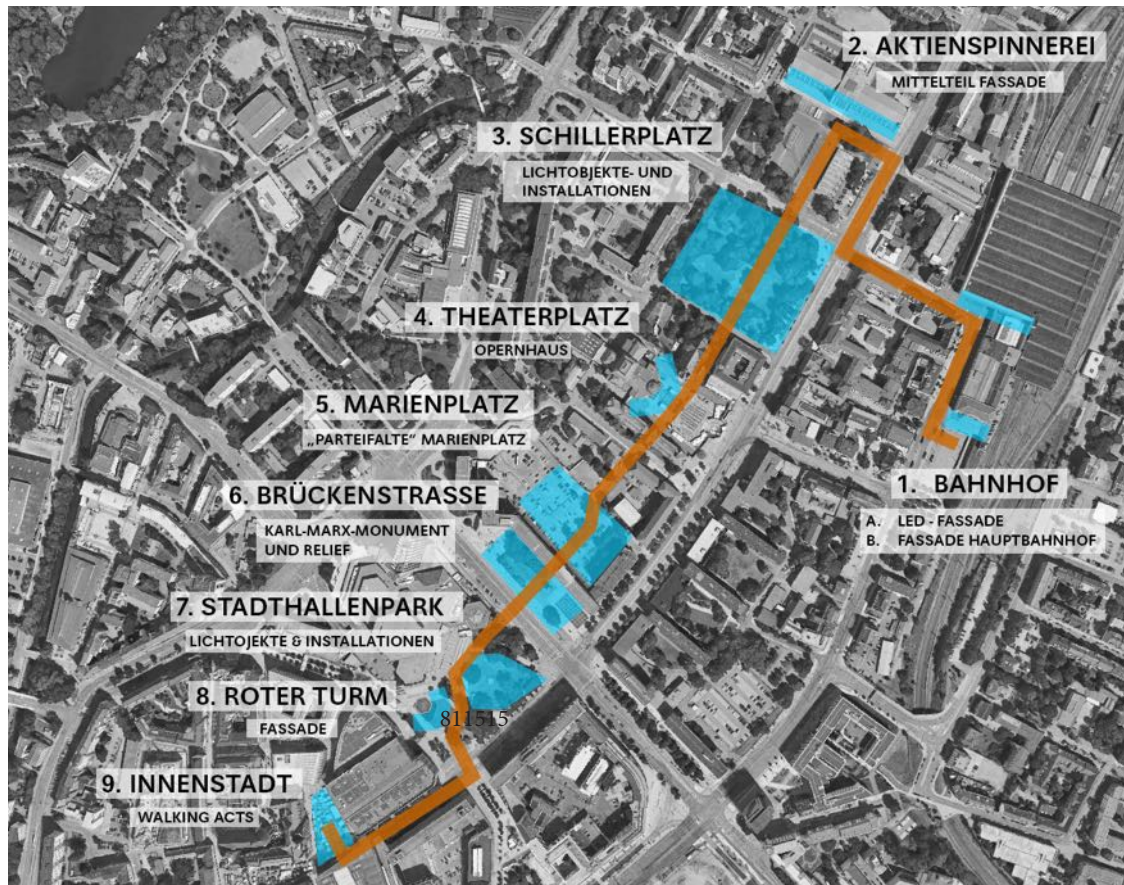 2. AKTIENSPINNEREI
MITTELTEIL FASSADE
3. SCHILLERPLATZ
LICHTOBJEKTE- UND
INSTALLATIONEN
4. THEATERPLATZ
OPERNHAUS
5. MARIENPLATZ
„PARTEIFALTE” MARIENPLATZ
6. BRÜCKENSTRASSE
KARL-MARX-MONUMENT
UND RELIEF
1. BAHNHOF
A. LED - FASSADE
B. FASSADE HAUPTBAHNHOF
7. STADTHALLENPARK
LICHTOJEKTE & INSTALLATIONEN
8. ROTER TURM
FASSADE
811515
9. INNENSTADT
WALKING ACTS